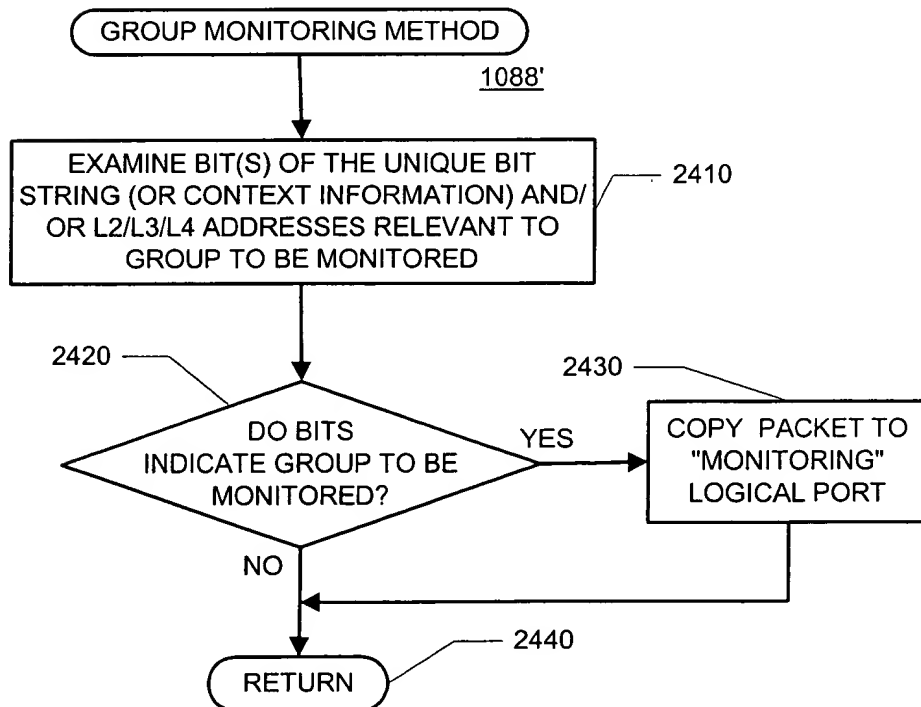 GROUP MONITORING METHOD
1088'
EXAMINE BIT(S) OF THE UNIQUE BIT
STRING (OR CONTEXT INFORMATION) AND/
OR L2/L3/L4 ADDRESSES RELEVANT TO
GROUP TO BE MONITORED
2410
2420
DO BITS
INDICATE GROUP TO BE
MONITORED?
YES
2430
COPY PACKET TO
"MONITORING"
LOGICAL PORT
NO
RETURN
2440